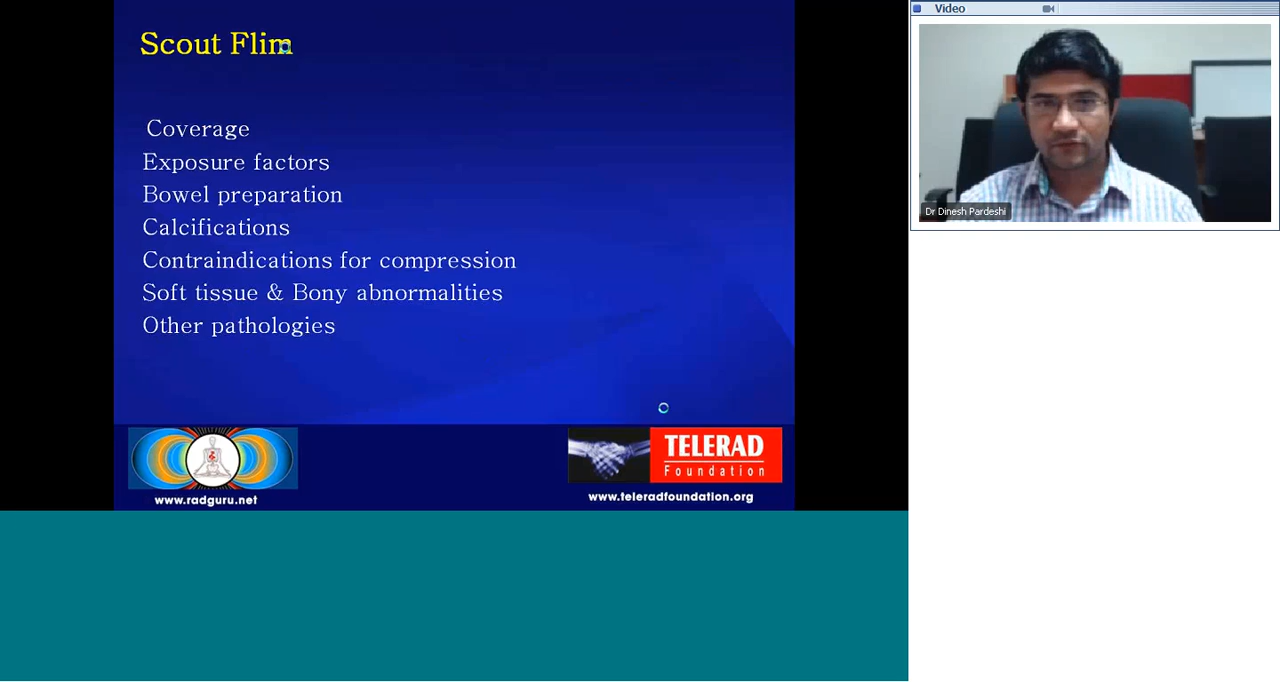 Scout Flim
Coverage
Exposure factors
Bowel preparation
Calcifications
Contraindications for compression
Soft tissue & Bony abnormalities
Other pathologies
www.radguru.net
TELERAD
Foundation
www.teleradfoundation.org
Video
Dr Dinesh Pardeshi